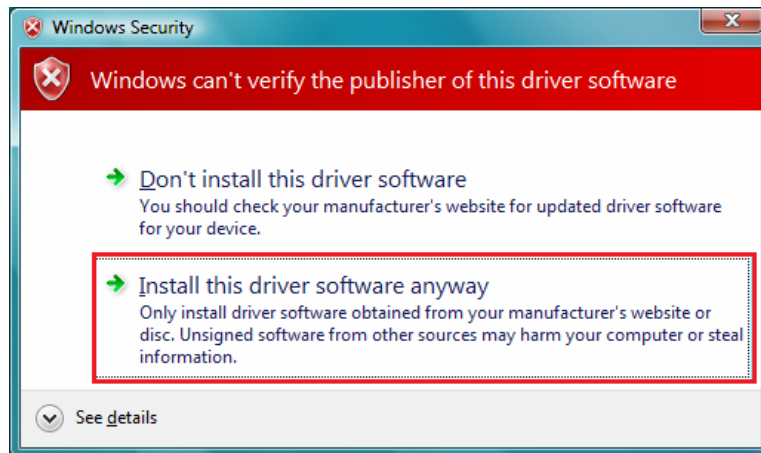 Windows Security
Windows can't verify the publisher of this driver software
Don't install this driver software
You should check your manufacturer's website for updated driver software
for your device.
Install this driver software anyway
Only install driver software obtained from your manufacturer's website or
disc. Unsigned software from other sources may harm your computer or steal
information.
See details